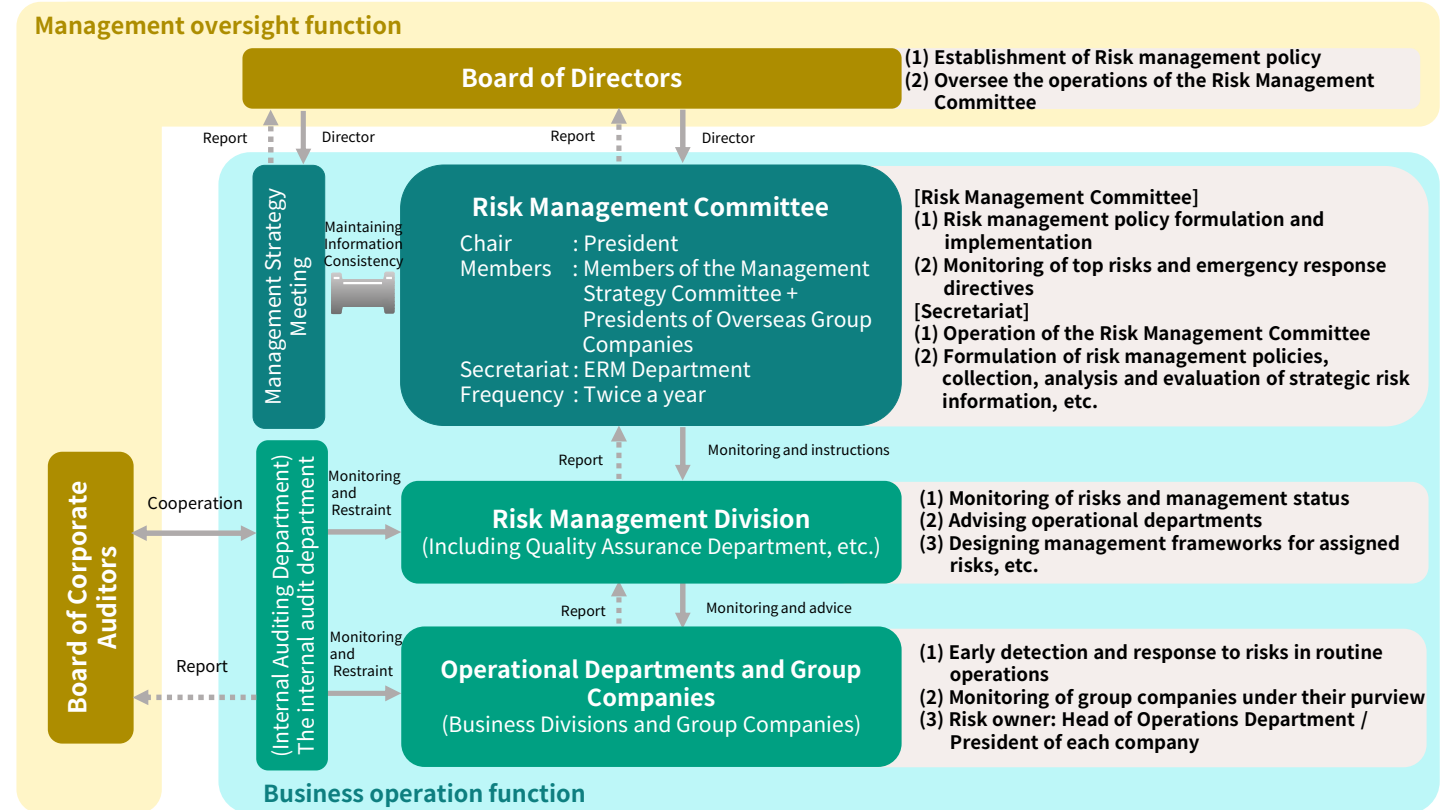 Management oversight function
Board of Directors
(1) Establishment of Risk management policy
(2) Oversee the operations of the Risk Management
Committee
Report
Director
Report
Director
Management Strategy
Meeting
Maintaining
Information
Consistency
Risk Management Committee
Chair : President
Members : Members of the Management
Strategy Committee +
Presidents of Overseas Group
Companies
Secretariat : ERM Department
Frequency : Twice a year
[Risk Management Committee]
(1) Risk management policy formulation and
implementation
(2) Monitoring of top risks and emergency response
directives
[Secretariat]
(1) Operation of the Risk Management Committee
(2) Formulation of risk management policies,
collection, analysis and evaluation of strategic risk
information, etc.
Report
Monitoring and instructions
Board of Corporate
Auditors
Cooperation
Report
(Internal Auditing Department)
The internal audit department
Monitoring
and
Restraint
Risk Management Division
(Including Quality Assurance Department, etc.)
(1) Monitoring of risks and management status
(2) Advising operational departments
(3) Designing management frameworks for assigned
risks, etc.
Report
Monitoring and advice
Monitoring
and
Restraint
Operational Departments and Group
Companies
(Business Divisions and Group Companies)
(1) Early detection and response to risks in routine
operations
(2) Monitoring of group companies under their purview
(3) Risk owner: Head of Operations Department /
President of each company
Business operation function